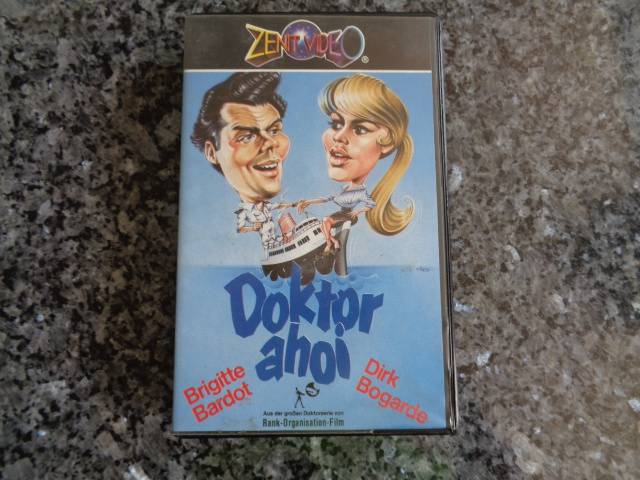 ZENIT VIDEO®
Doktor
ahoi
Brigitte
Bardot
Dirk
Bogarde
Aus der großen Doktorserie von
Rank-Organisation-Film